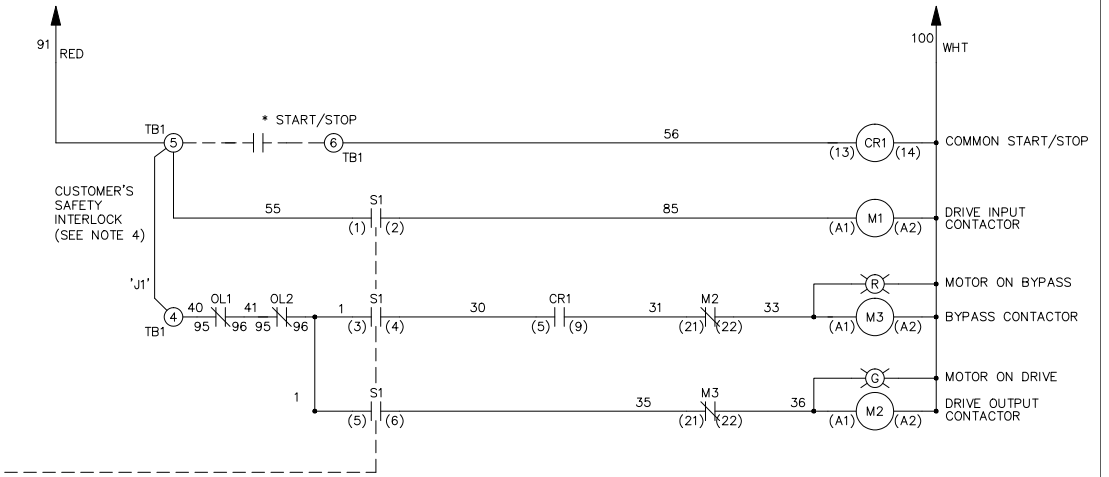 91
RED
100
WHT
* START/STOP
TB1
5
6
TB1
56
CR1
(13)
(14)
COMMON START/STOP
CUSTOMER'S
SAFETY
INTERLOCK
(SEE NOTE 4)
55
S1
(1)
(2)
85
M1
(A1)
(A2)
DRIVE INPUT
CONTACTOR
'J1'
R
MOTOR ON BYPASS
4
TB1
40
OL1
95
96
41
OL2
95
96
1
S1
(3)
(4)
30
CR1
(5)
(9)
31
M2
(21)
(22)
33
M3
(A1)
(A2)
BYPASS CONTACTOR
G
MOTOR ON DRIVE
1
S1
(5)
(6)
35
M3
(21)
(22)
36
M2
(A1)
(A2)
DRIVE OUTPUT
CONTACTOR